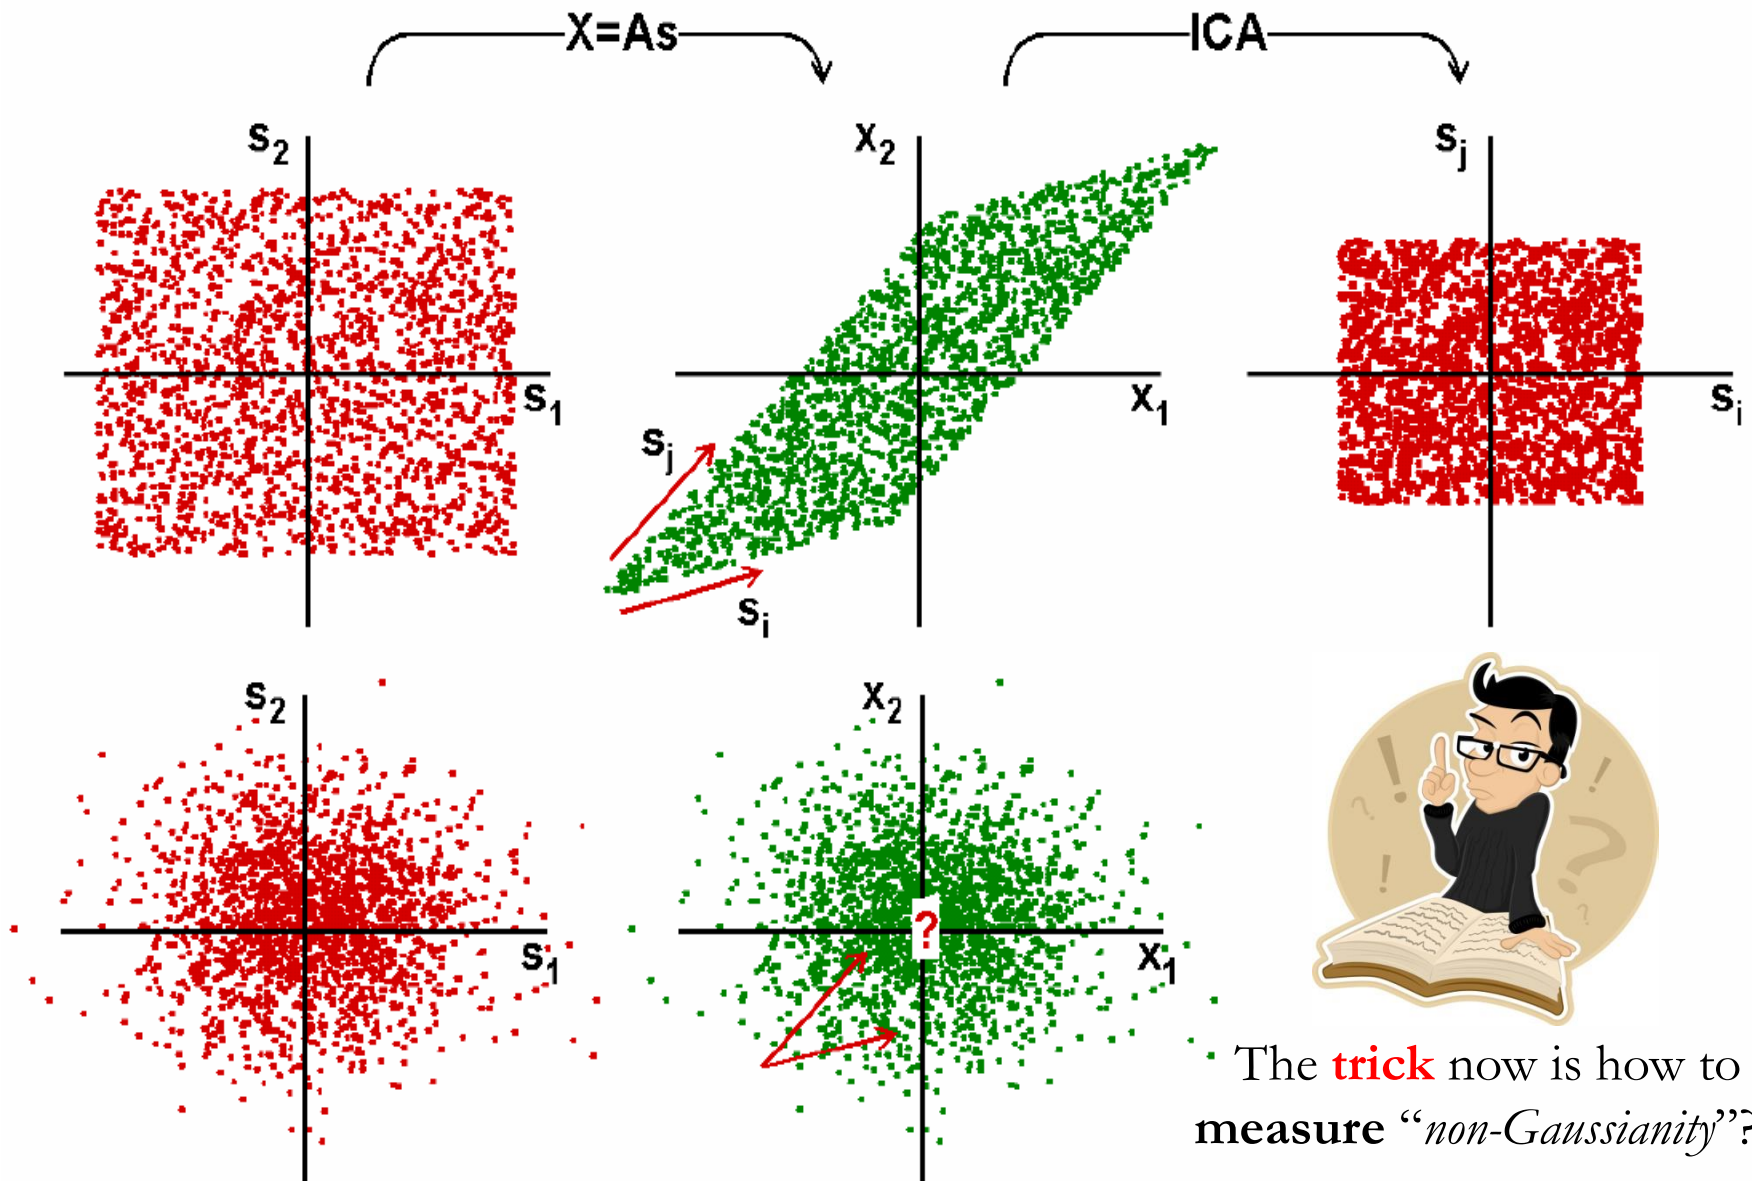 X=As
ICA
s₂
x₂
sⱼ
s₁
x₁
sᵢ
sⱼ
sᵢ
s₂
x₂
?
s₁
x₁
The trick now is how to
measure “non-Gaussianity”?